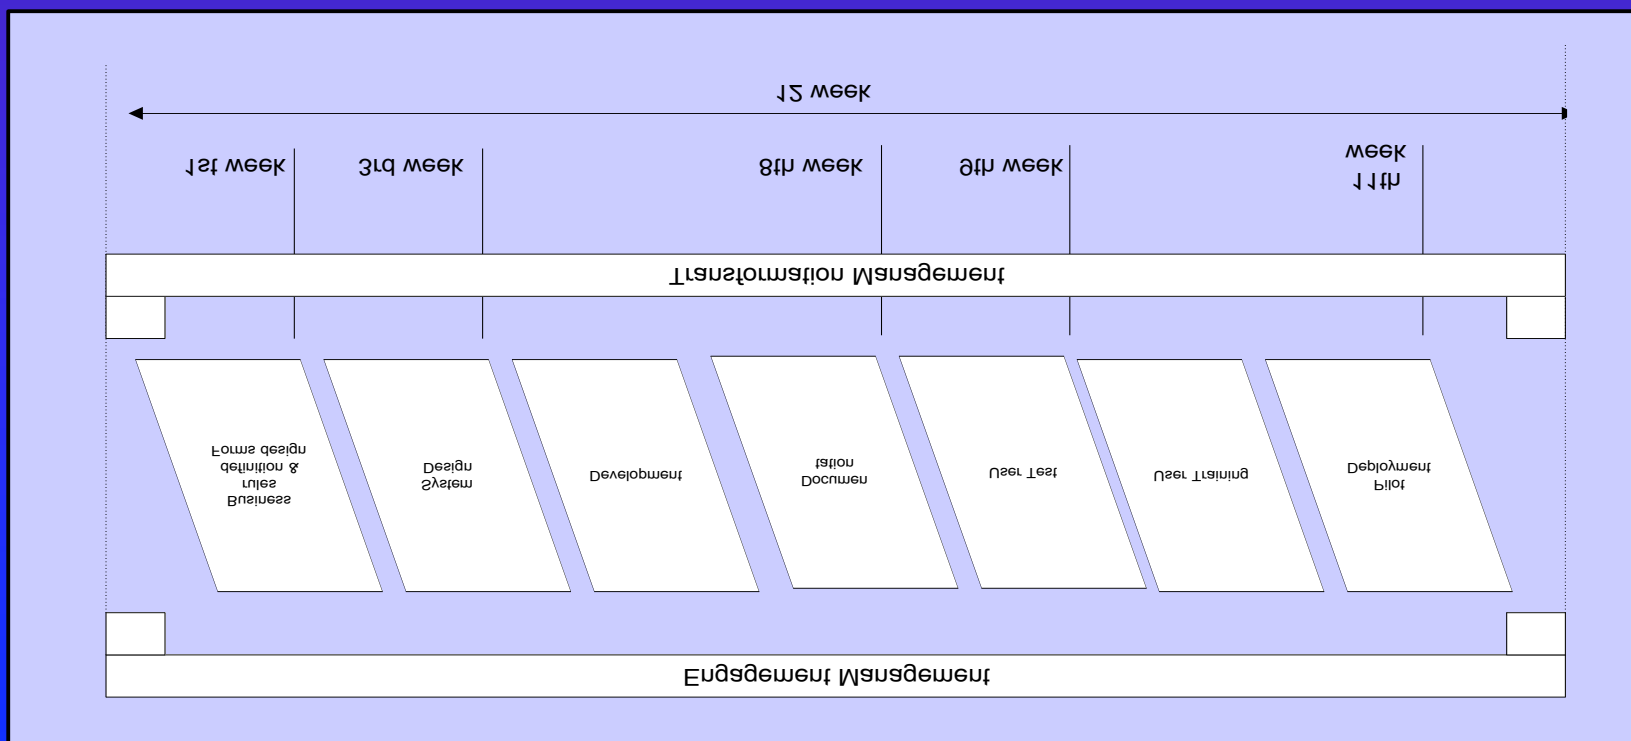 Engagement Management
Business
rules
definition &
Forms design
System
Design
Development
Documen
tation
User Test
User Training
Pilot
Deployment
Transformation Management
1st week
3rd week
8th week
9th week
11th
week
12 week